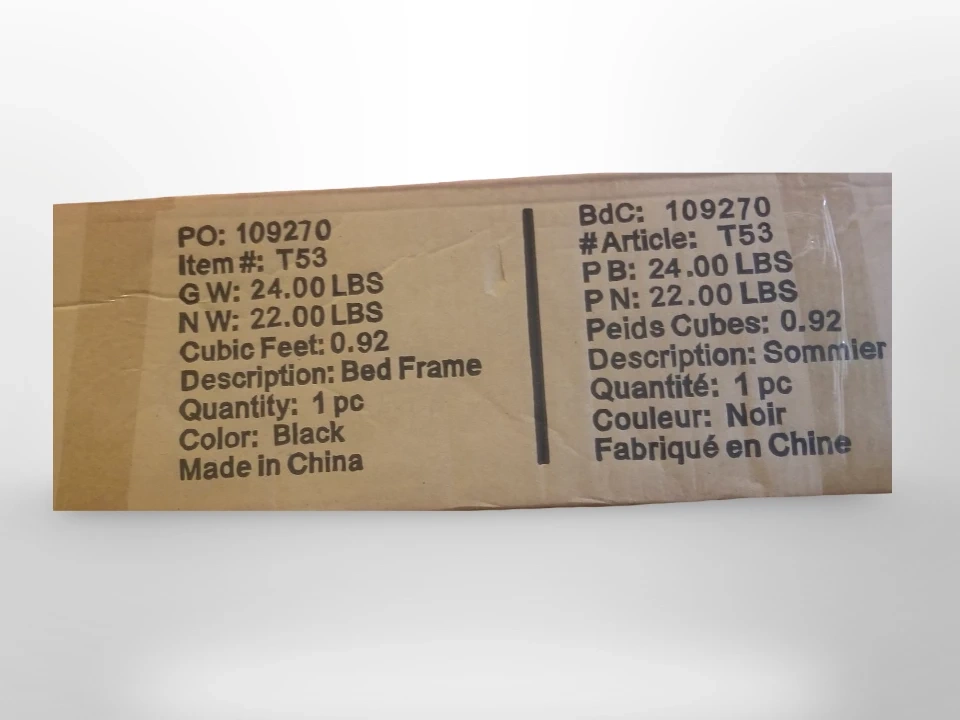 PO: 109270
Item #: T53
G W: 24.00 LBS
N W: 22.00 LBS
Cubic Feet: 0.92
Description: Bed Frame
Quantity: 1 pc
Color: Black
Made in China
BdC: 109270
# Article: T53
P B: 24.00 LBS
P N: 22.00 LBS
Peids Cubes: 0.92
Description: Sommier
Quantité: 1 pc
Couleur: Noir
Fabriqué en Chine